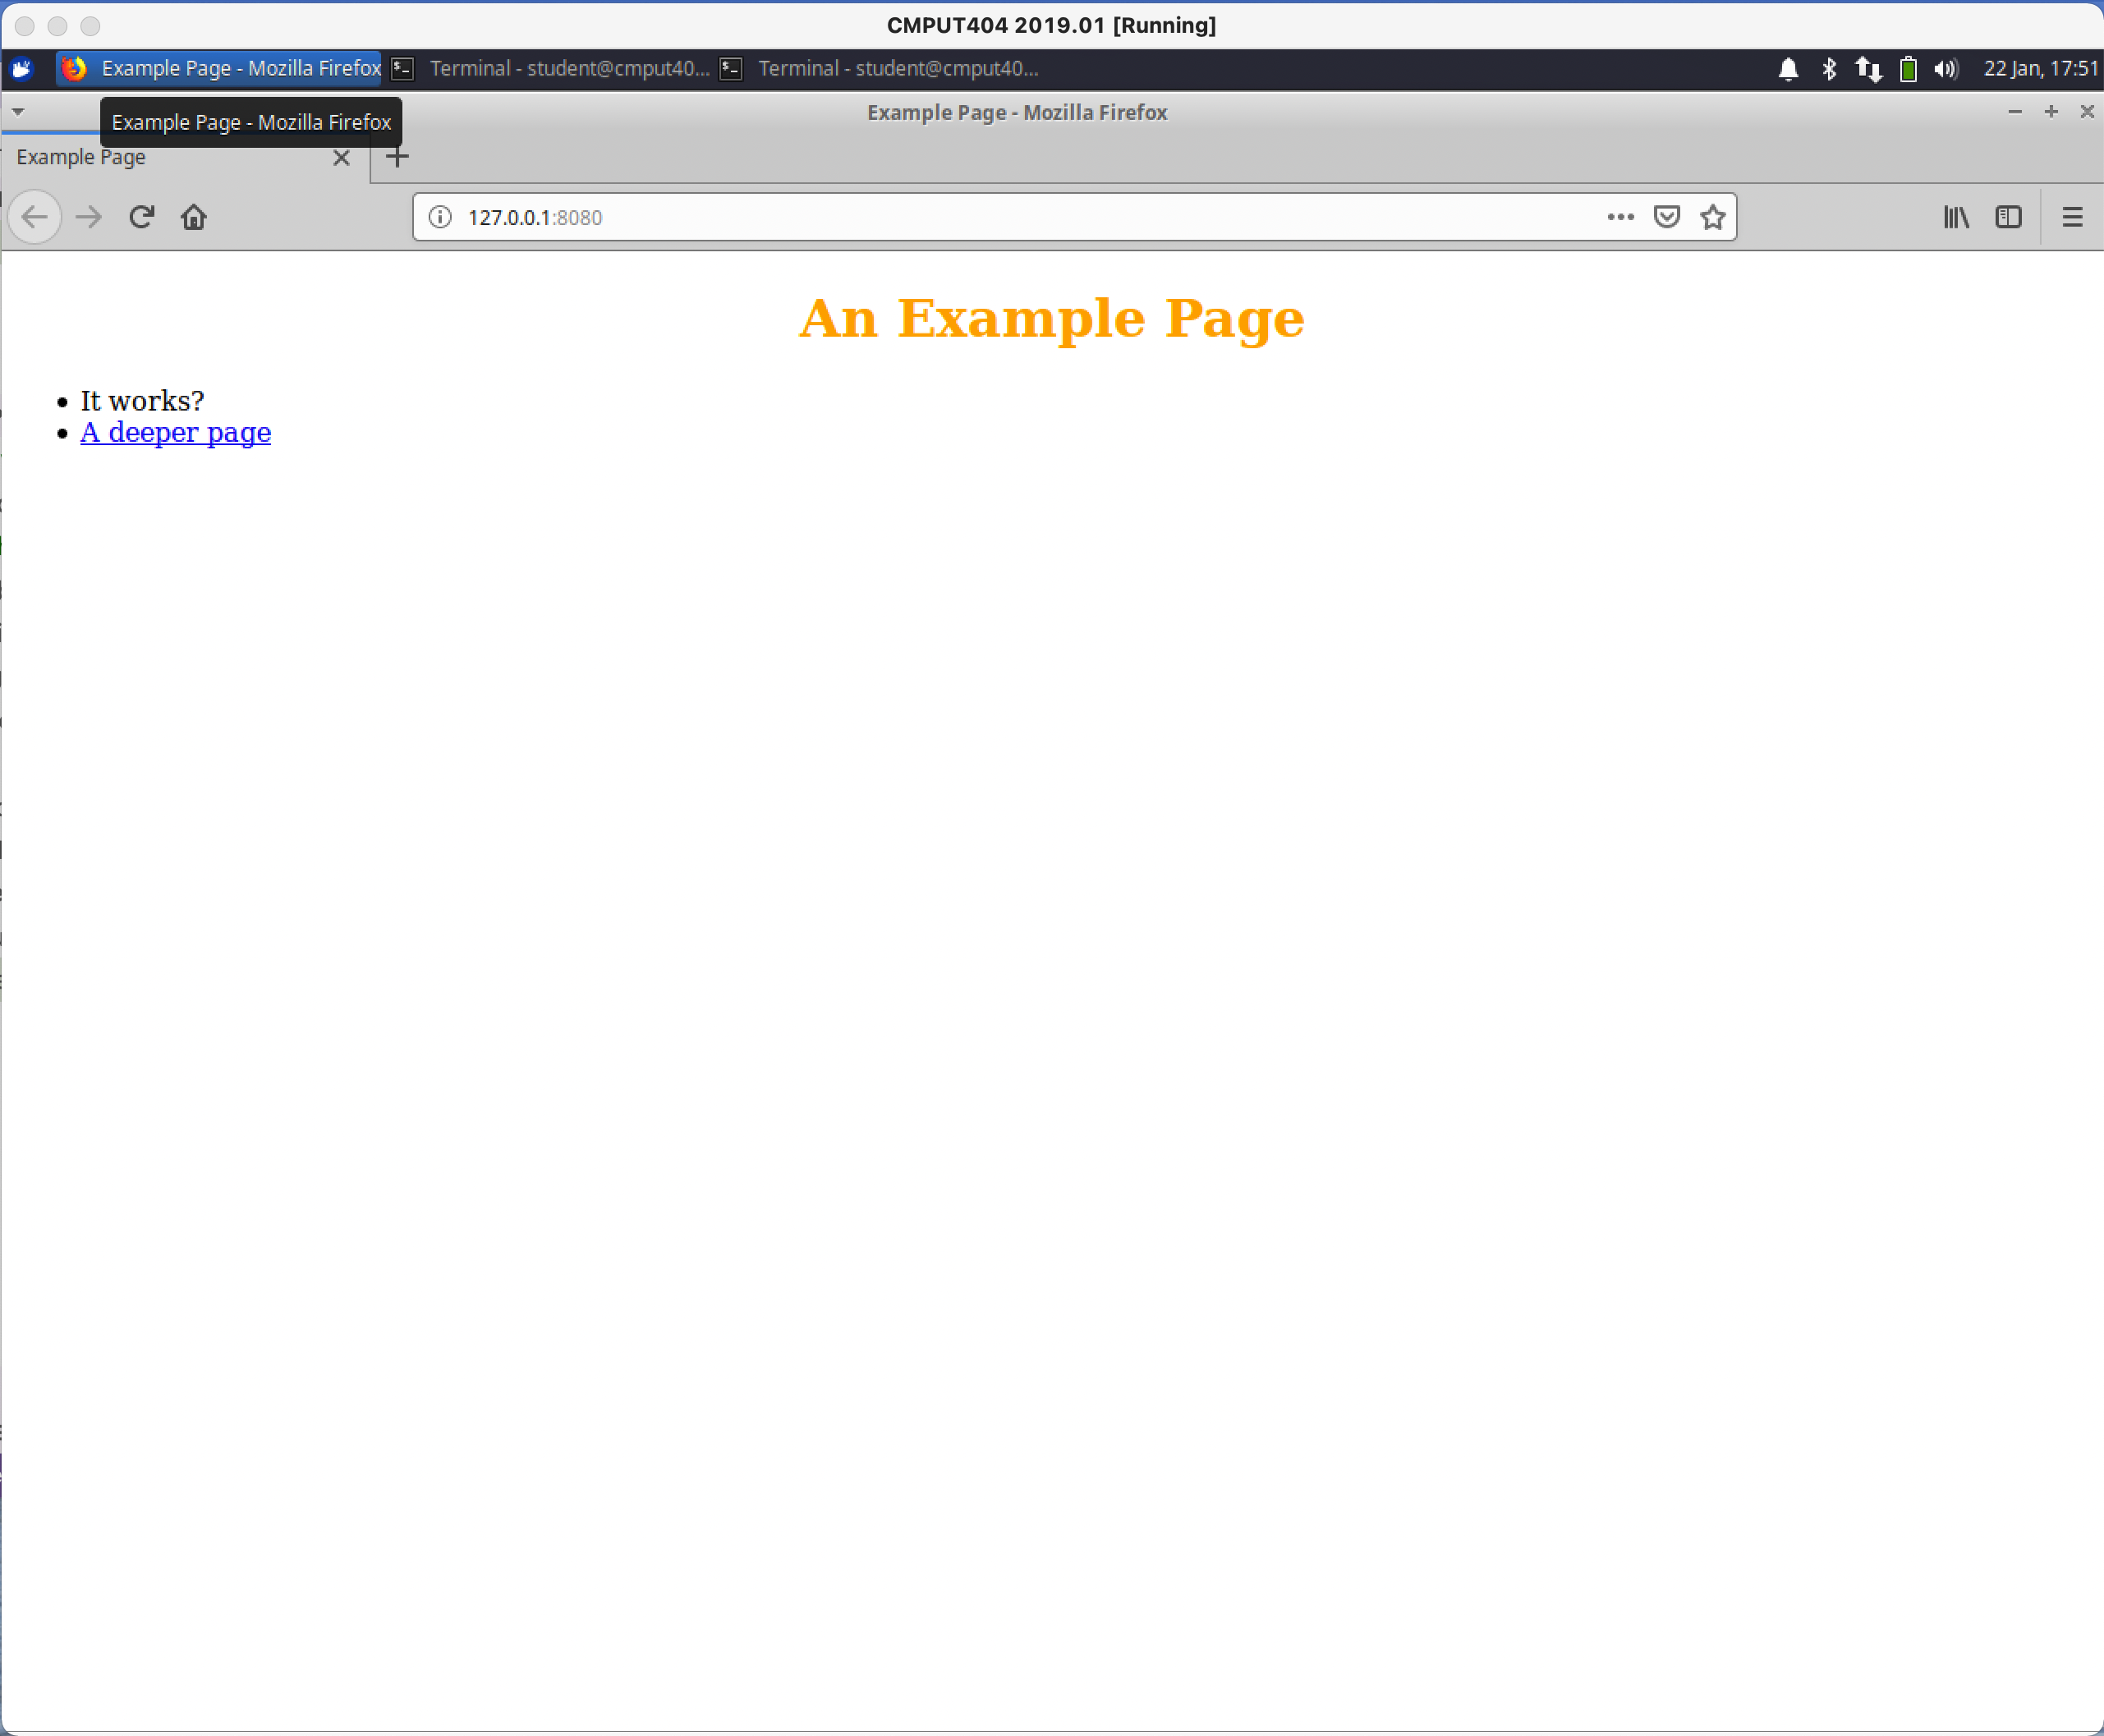 CMPUT404 2019.01 [Running]
Example Page - Mozilla Firefox
Terminal - student@cmput40...
Terminal - student@cmput40...
22 Jan, 17:51
Example Page - Mozilla Firefox
Example Page - Mozilla Firefox
Example Page
127.0.0.1:8080
An Example Page
It works?
A deeper page